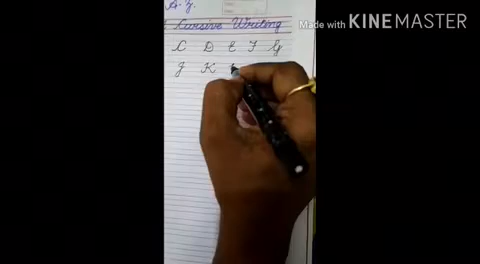 A-Z.
Made with KINEMASTER
Cursive Writing
C D E F G
J K